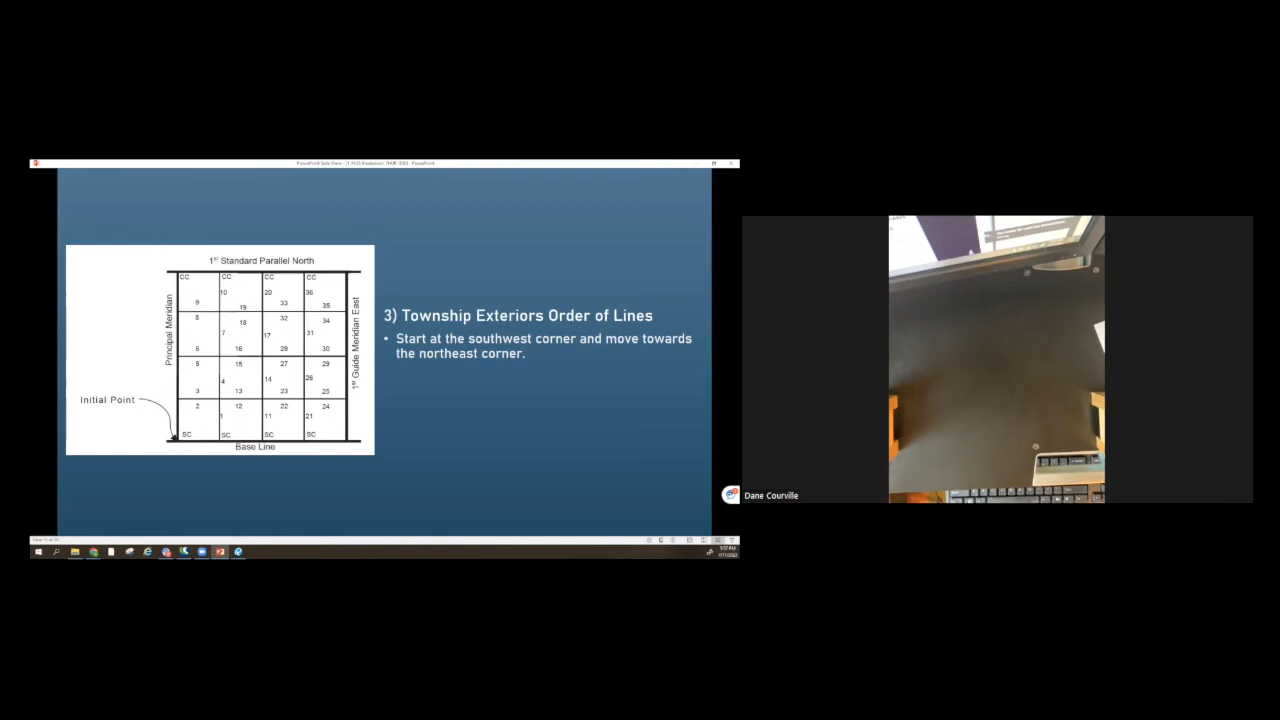 PowerPoint
1st Standard Parallel North
CC CC CC CC
10 20 36
9 19 33 35
8 18 32 34
7 17 31
6 16 28 30
5 15 27 29
4 14 26
3 13 23 25
2 12 22 24
1 11 21
SC SC SC SC
Base Line
Principal Meridian
1st Guide Meridian East
Initial Point
3) Township Exteriors Order of Lines
• Start at the southwest corner and move towards
the northeast corner.
Dane Courville